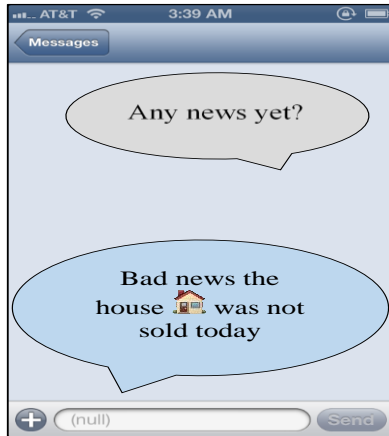 AT&T 3:39 AM
Messages
Any news yet?
Bad news the
house 🏠 was not
sold today
(null)
Send